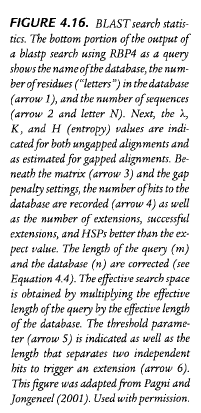 FIGURE 4.16. BLAST search statis-
tics. The bottom portion of the output of
a blastp search using RBP4 as a query
shows the name of the database, the num-
ber of residues ("letters") in the database
(arrow 1), and the number of sequences
(arrow 2 and letter N). Next, the λ,
K, and H (entropy) values are indi-
cated for both ungapped alignments and
as estimated for gapped alignments. Be-
neath the matrix (arrow 3) and the gap
penalty settings, the number of hits to the
database are recorded (arrow 4) as well
as the number of extensions, successful
extensions, and HSPs better than the ex-
pect value. The length of the query (m)
and the database (n) are corrected (see
Equation 4.4). The effective search space
is obtained by multiplying the effective
length of the query by the effective length
of the database. The threshold parame-
ter (arrow 5) is indicated as well as the
length that separates two independent
hits to trigger an extension (arrow 6).
This figure was adapted from Pagni and
Jongeneel (2001). Used with permission.